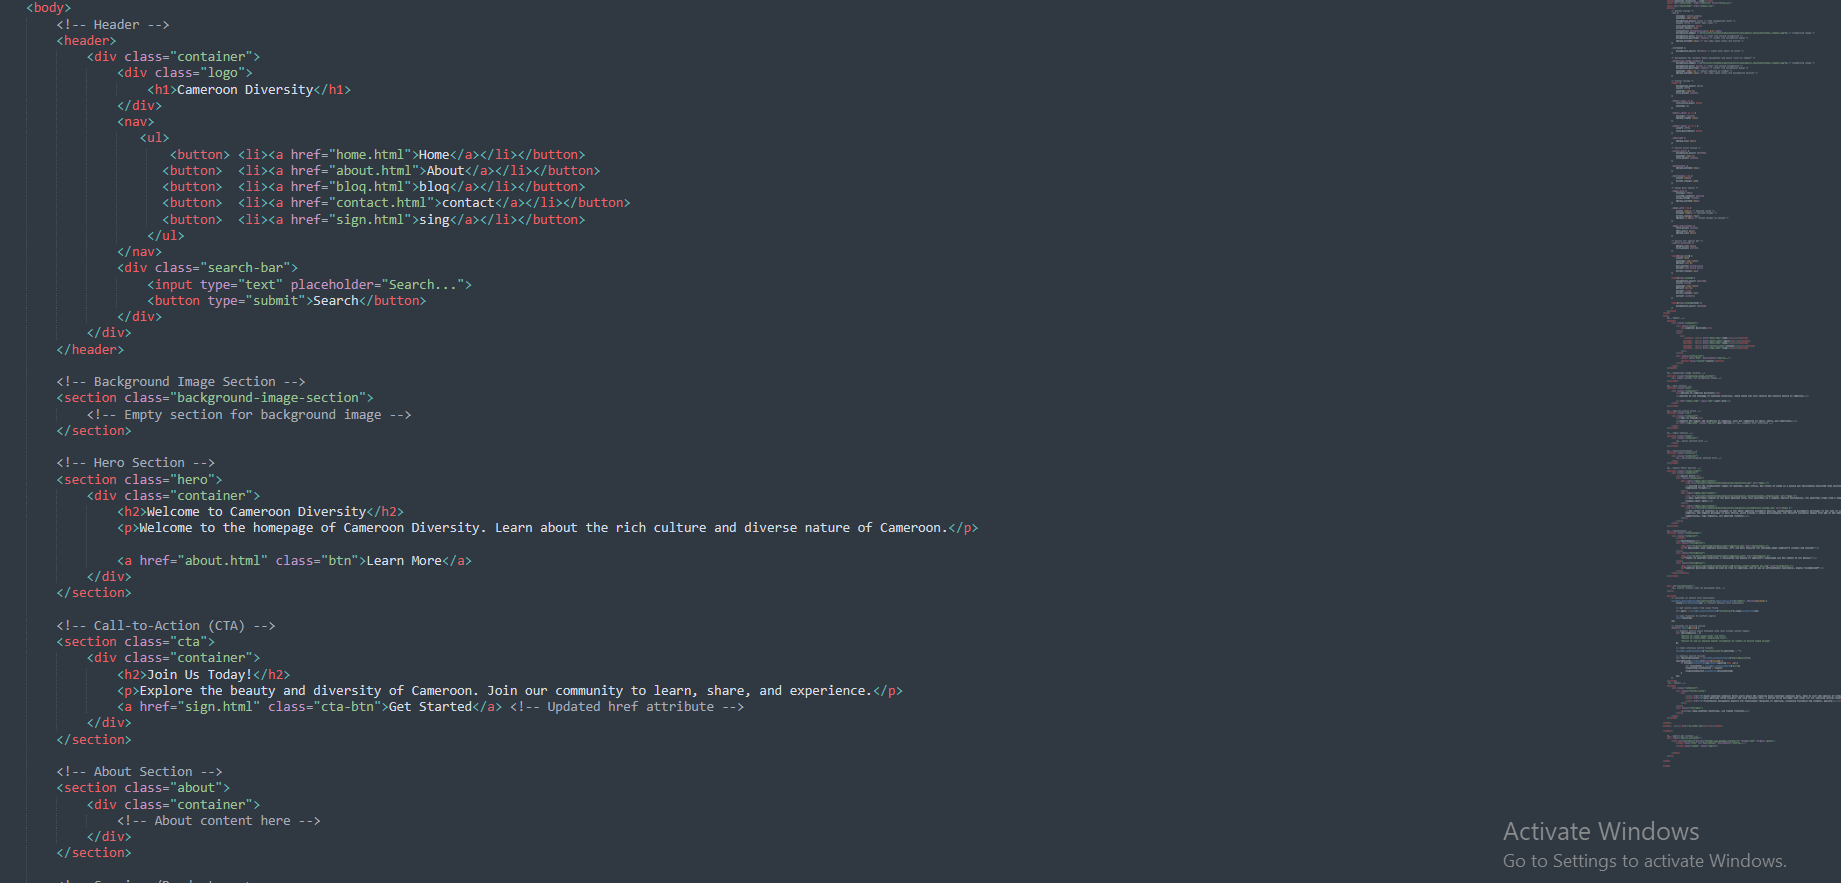 <body>
<!-- Header -->
<header>
<div class="container">
<div class="logo">
<h1>Cameroon Diversity</h1>
</div>
<nav>
<ul>
<button> <li><a href="home.html">Home</a></li></button>
<button>  <li><a href="about.html">About</a></li></button>
<button>  <li><a href="bloq.html">bloq</a></li></button>
<button>  <li><a href="contact.html">contact</a></li></button>
<button>  <li><a href="sign.html">sing</a></li></button>
</ul>
</nav>
<div class="search-bar">
<input type="text" placeholder="Search...">
<button type="submit">Search</button>
</div>
</div>
</header>
<!-- Background Image Section -->
<section class="background-image-section">
<!-- Empty section for background image -->
</section>
<!-- Hero Section -->
<section class="hero">
<div class="container">
<h2>Welcome to Cameroon Diversity</h2>
<p>Welcome to the homepage of Cameroon Diversity. Learn about the rich culture and diverse nature of Cameroon.</p>
<a href="about.html" class="btn">Learn More</a>
</div>
</section>
<!-- Call-to-Action (CTA) -->
<section class="cta">
<div class="container">
<h2>Join Us Today!</h2>
<p>Explore the beauty and diversity of Cameroon. Join our community to learn, share, and experience.</p>
<a href="sign.html" class="cta-btn">Get Started</a> <!-- Updated href attribute -->
</div>
</section>
<!-- About Section -->
<section class="about">
<div class="container">
<!-- About content here -->
</div>
</section>
Activate Windows
Go to Settings to activate Windows.